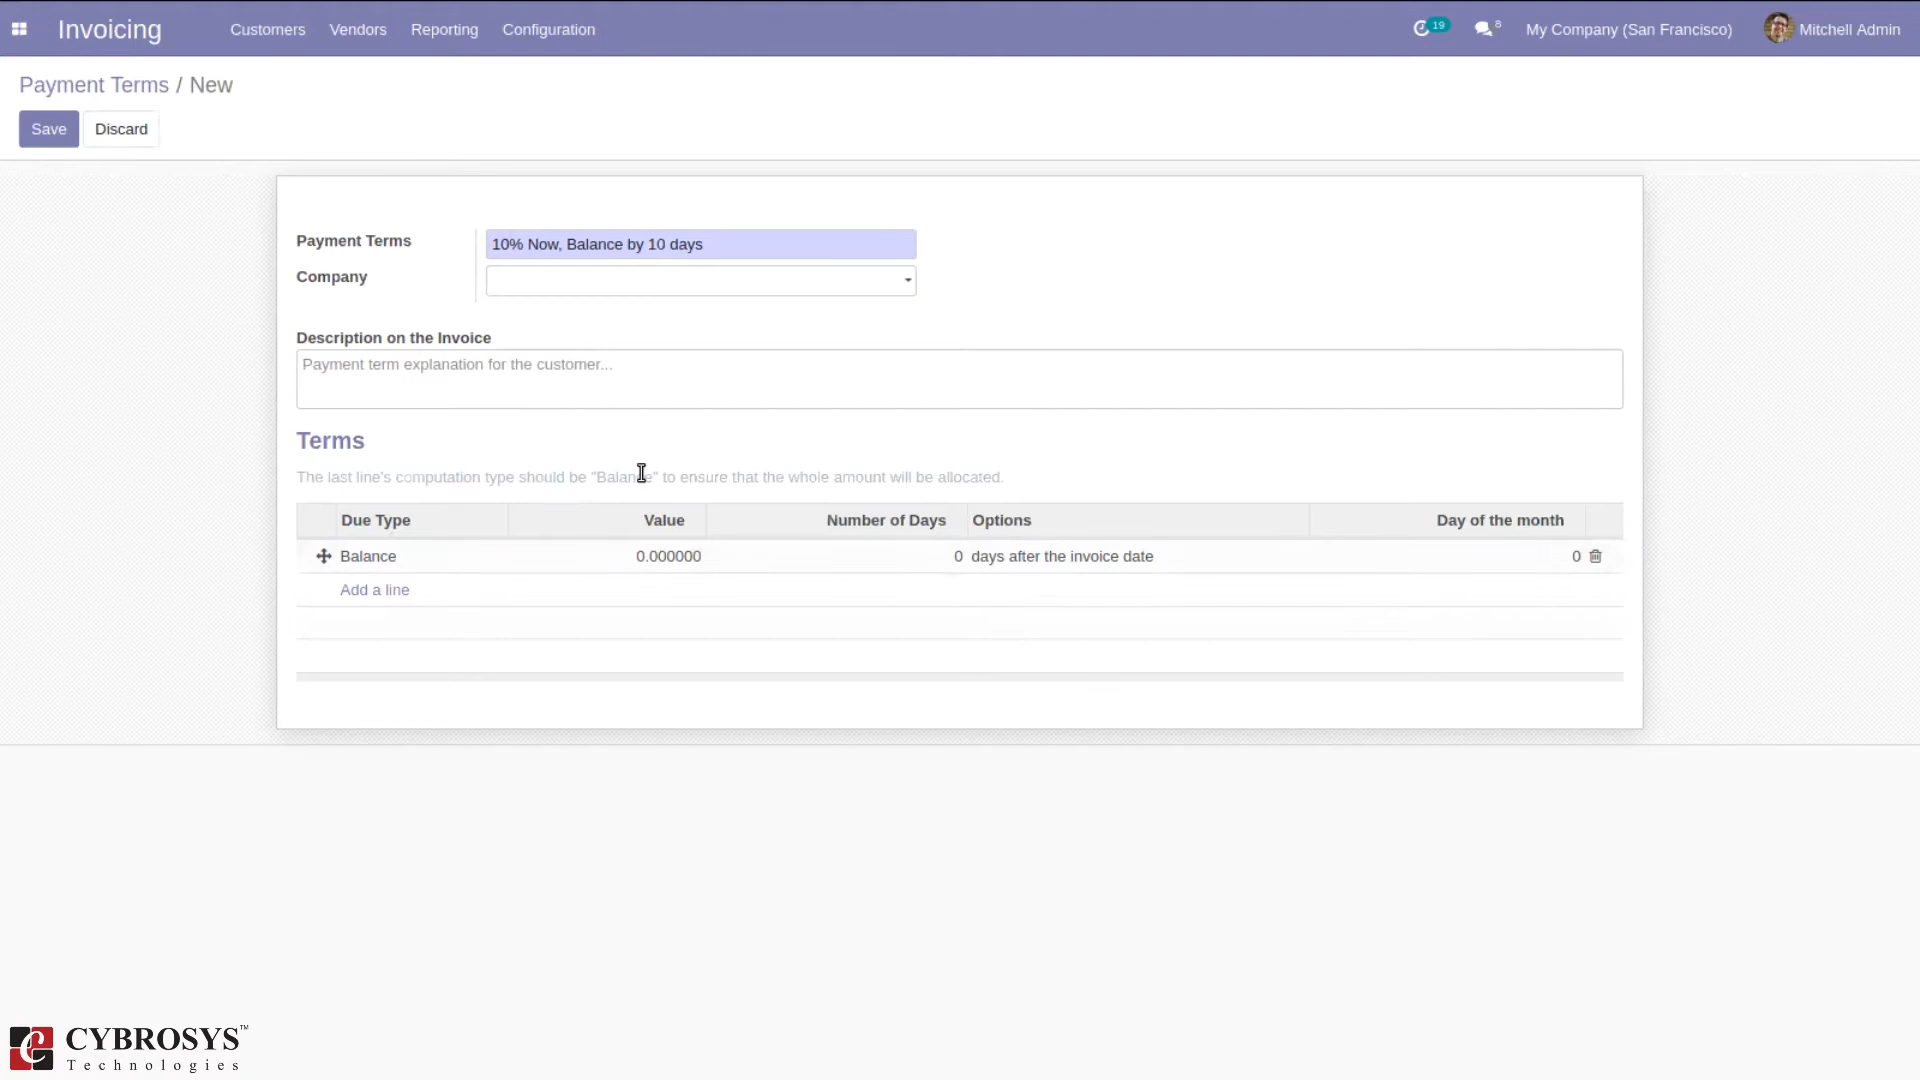 Invoicing Customers Vendors Reporting Configuration 19 8 My Company (San Francisco) Mitchell Admin
Payment Terms / New
Save Discard
Payment Terms 10% Now, Balance by 10 days
Company
Description on the Invoice
Payment term explanation for the customer...
Terms
The last line's computation type should be "Balance" to ensure that the whole amount will be allocated.
Due Type Value Number of Days Options Day of the month
Balance 0.000000 0 days after the invoice date 0
Add a line
CYBROSYS™
Technologies